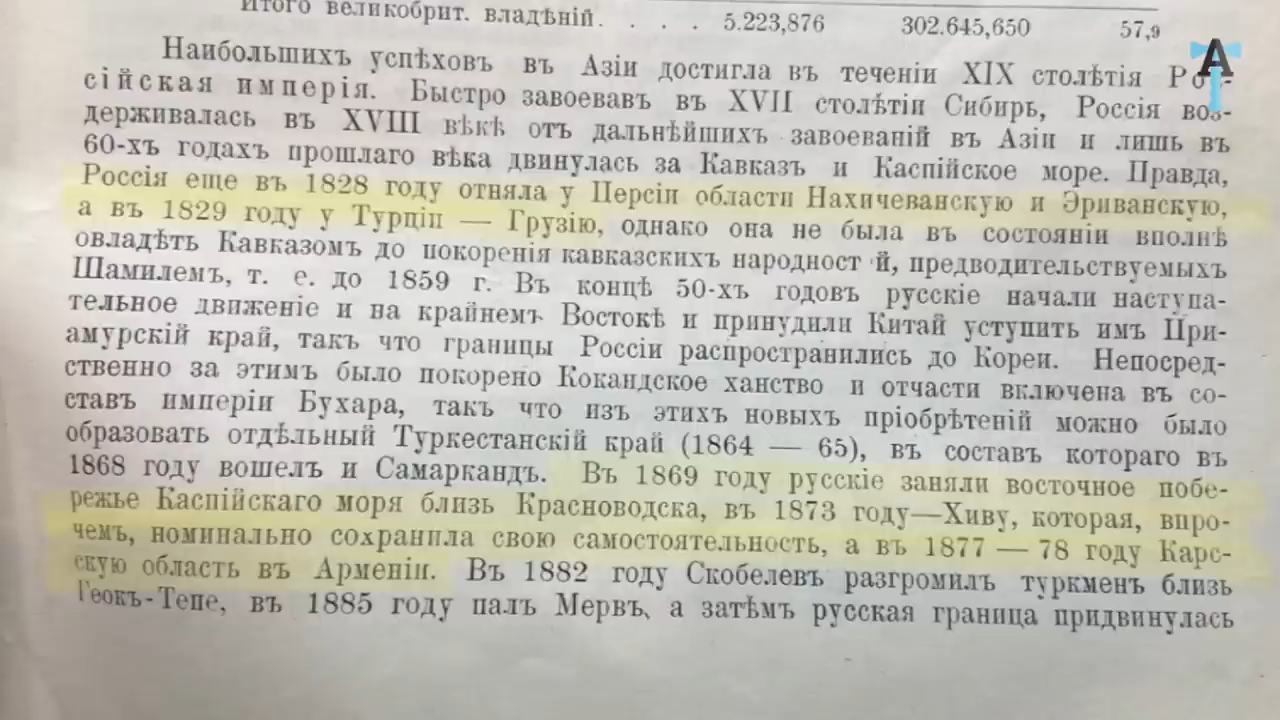 Итого великобрит. владѣній. . . . 5.223,876 302.645,650 57,9
Наибольшихъ успѣховъ въ Азіи достигла въ теченіи XIX столѣтія Рос-
сійская имперія. Быстро завоевавъ въ XVII столѣтіи Сибирь, Россія воз-
держивалась въ XVIII вѣкѣ отъ дальнѣйшихъ завоеваній въ Азіи и лишь въ
60-хъ годахъ прошлаго вѣка двинулась за Кавказъ и Каспійское море. Правда,
Россія еще въ 1828 году отняла у Персіи области Нахичеванскую и Эриванскую,
а въ 1829 году у Турціи — Грузію, однако она не была въ состояніи вполнѣ
овладѣть Кавказомъ до покоренія кавказскихъ народност й, предводительствуемыхъ
Шамилемъ, т. е. до 1859 г. Въ концѣ 50-хъ годовъ русскіе начали наступа-
тельное движеніе и на крайнемъ Востокѣ и принудили Китай уступить имъ При-
амурскій край, такъ что границы Россіи распространились до Кореи. Непосред-
ственно за этимъ было покорено Кокандское ханство и отчасти включена въ со-
ставъ имперіи Бухара, такъ что изъ этихъ новыхъ пріобрѣтеній можно было
образовать отдѣльный Туркестанскій край (1864 — 65), въ составъ котораго въ
1868 году вошелъ и Самаркандъ. Въ 1869 году русскіе заняли восточное побе-
режье Каспійскаго моря близь Красноводска, въ 1873 году—Хиву, которая, впро-
чемъ, номинально сохранила свою самостоятельность, а въ 1877 — 78 году Карс-
скую область въ Арменіи. Въ 1882 году Скобелевъ разгромилъ туркменъ близь
Геокъ-Тепе, въ 1885 году палъ Мервъ, а затѣмъ русская граница придвинулась